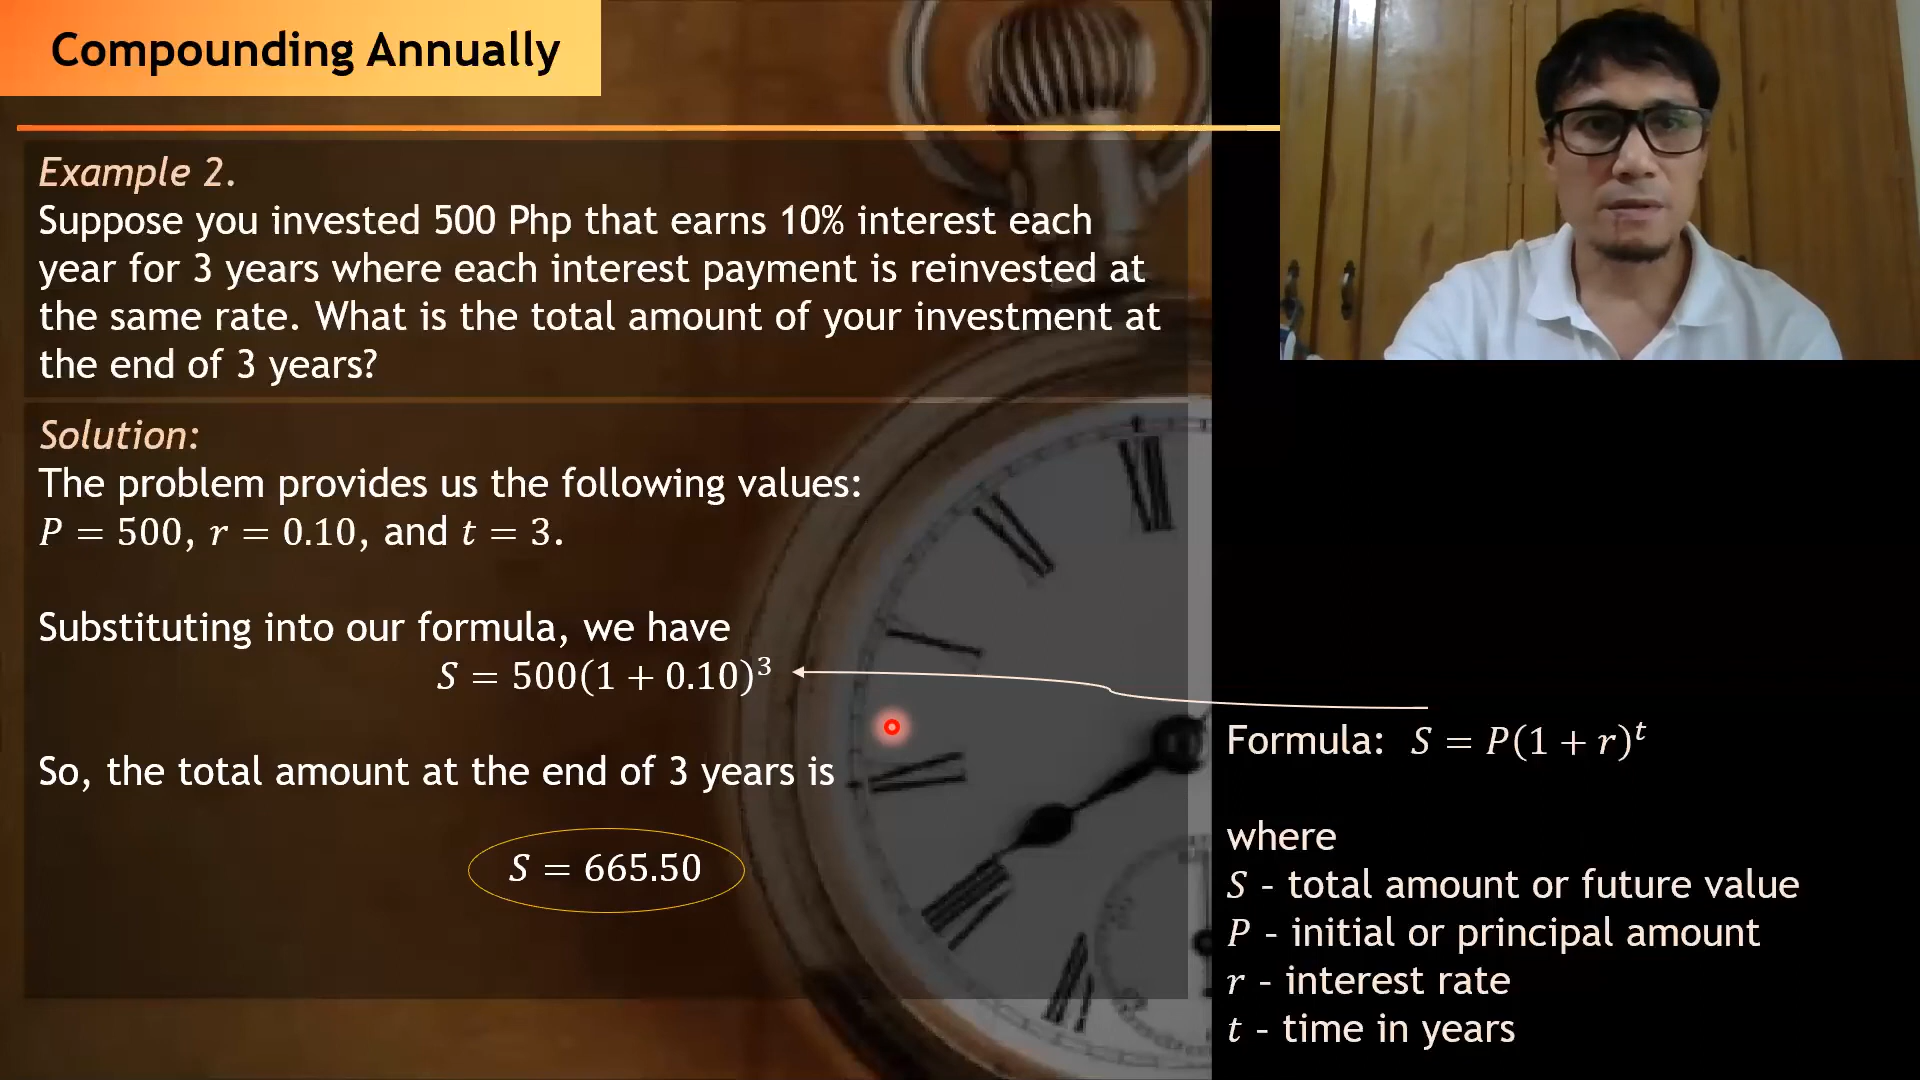 Compounding Annually
Example 2.
Suppose you invested 500 Php that earns 10% interest each
year for 3 years where each interest payment is reinvested at
the same rate. What is the total amount of your investment at
the end of 3 years?
Solution:
The problem provides us the following values:
P = 500, r = 0.10, and t = 3.
Substituting into our formula, we have
S = 500(1 + 0.10)³
So, the total amount at the end of 3 years is
S = 665.50
Formula: S = P(1 + r)ᵗ
where
S – total amount or future value
P – initial or principal amount
r – interest rate
t – time in years